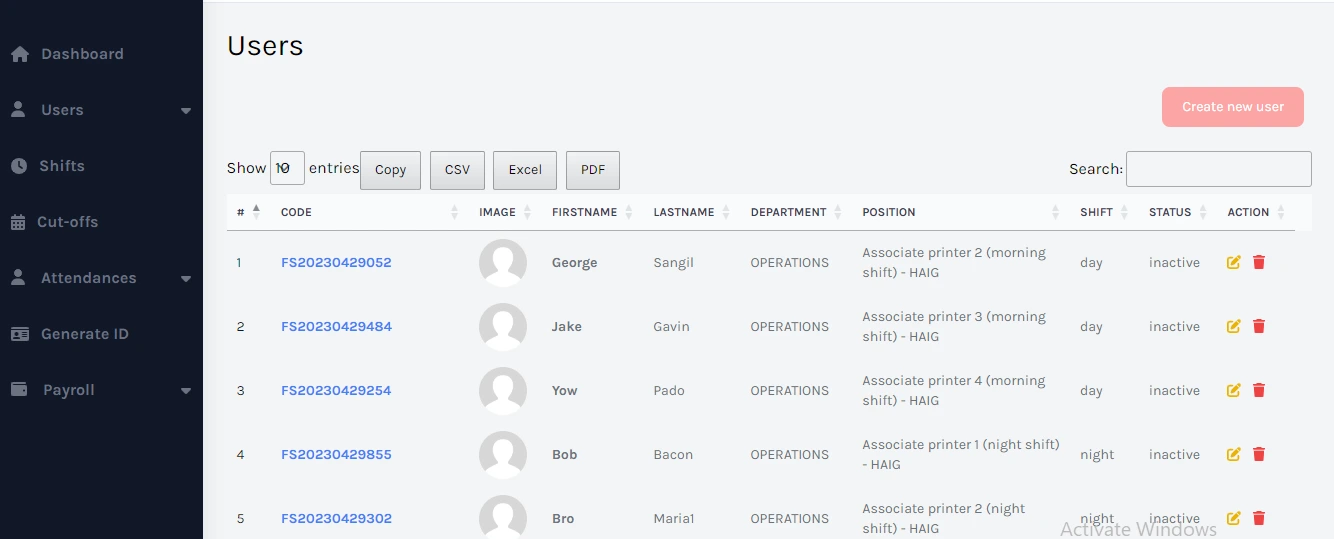 Dashboard
Users
Shifts
Cut-offs
Attendances
Generate ID
Payroll
Users
Create new user
Show 10 entries Copy CSV Excel PDF Search:
# CODE IMAGE FIRSTNAME LASTNAME DEPARTMENT POSITION SHIFT STATUS ACTION
1 FS20230429052 George Sangil OPERATIONS Associate printer 2 (morning day inactive
shift) - HAIG
2 FS20230429484 Jake Gavin OPERATIONS Associate printer 3 (morning day inactive
shift) - HAIG
3 FS20230429254 Yow Pado OPERATIONS Associate printer 4 (morning day inactive
shift) - HAIG
4 FS20230429855 Bob Bacon OPERATIONS Associate printer 1 (night shift) night inactive
- HAIG
5 FS20230429302 Bro Maria1 OPERATIONS Associate printer 2 (night night inactive
shift) - HAIG
Activate Windows